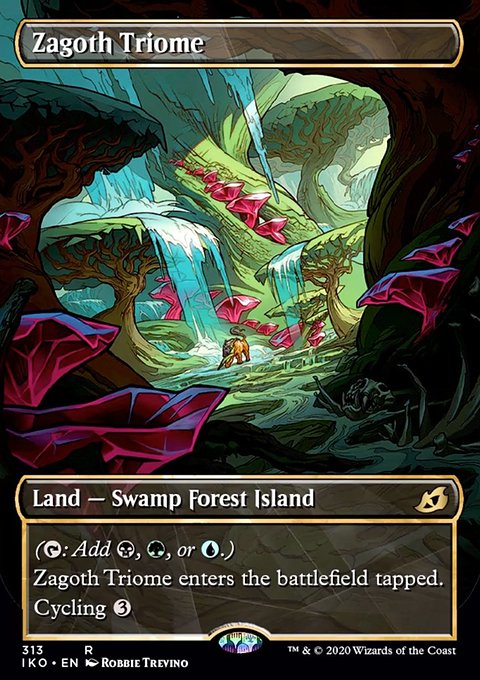 Zagoth Triome
Land — Swamp Forest Island
(: Add , , or .)
Zagoth Triome enters the battlefield tapped.
Cycling 3
313 R
IKO • EN Robbie Trevino
™ & © 2020 Wizards of the Coast